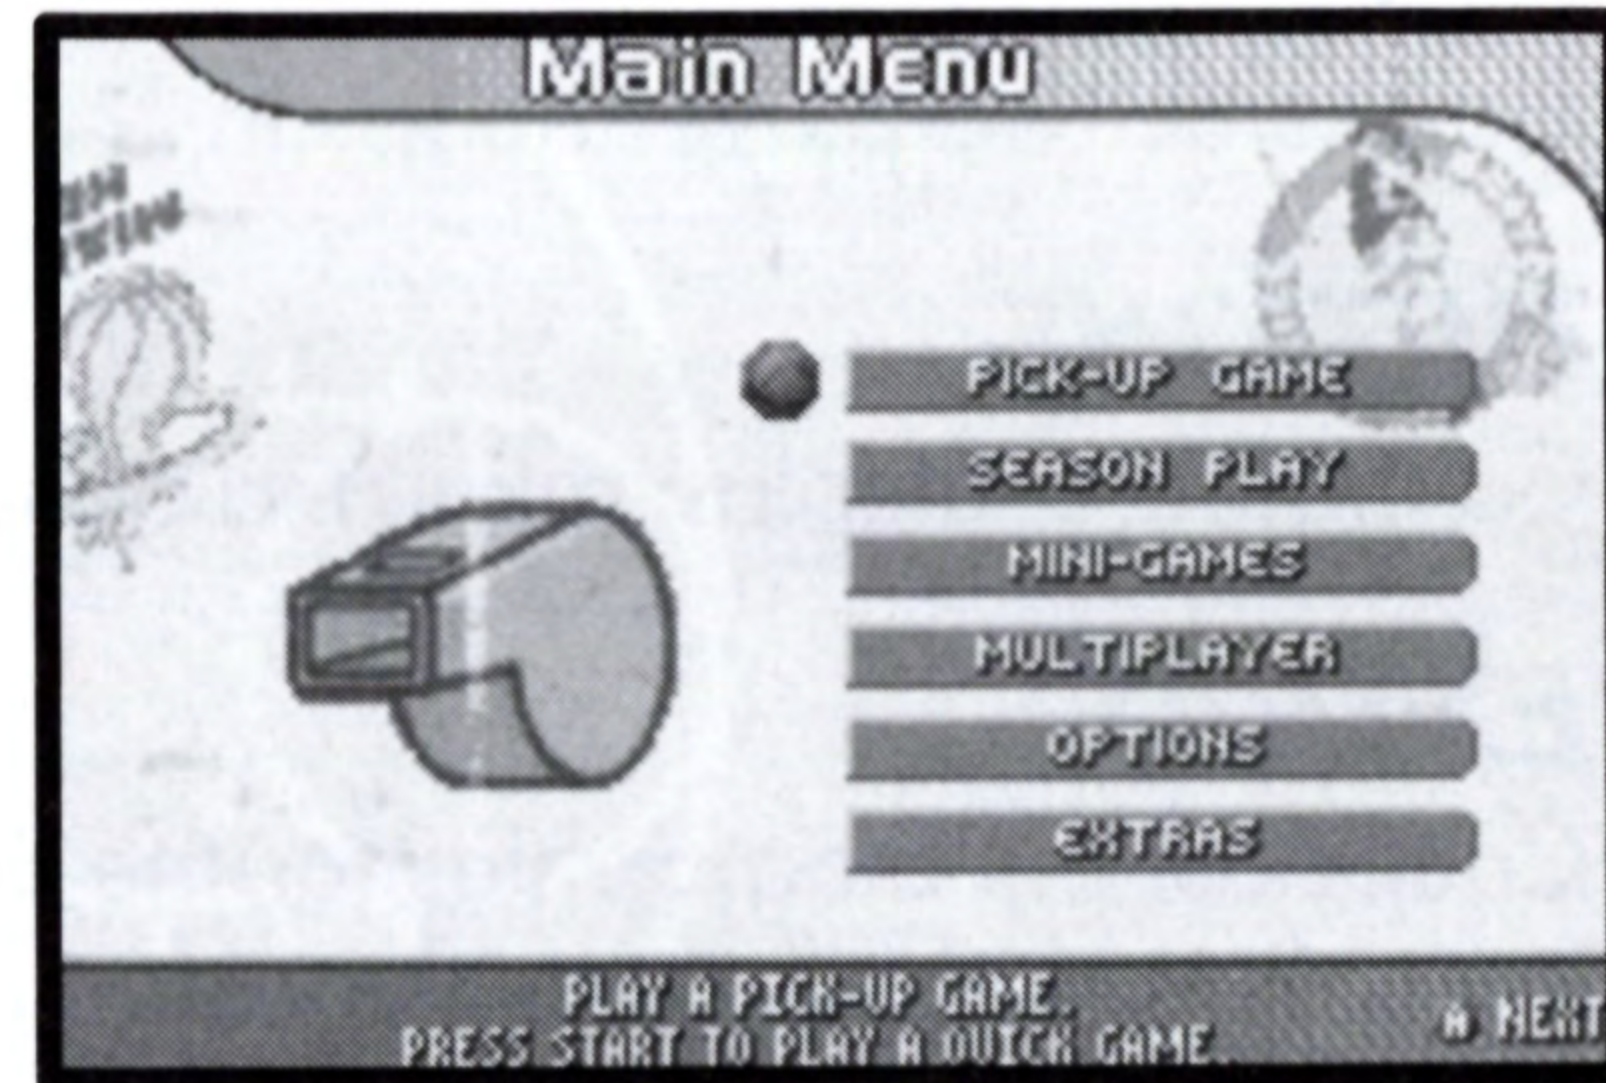 Main Menu
PICK-UP GAME
SEASON PLAY
MINI-GAMES
MULTIPLAYER
OPTIONS
EXTRAS
PLAY A PICK-UP GAME.
PRESS START TO PLAY A QUICK GAME.
A NEXT